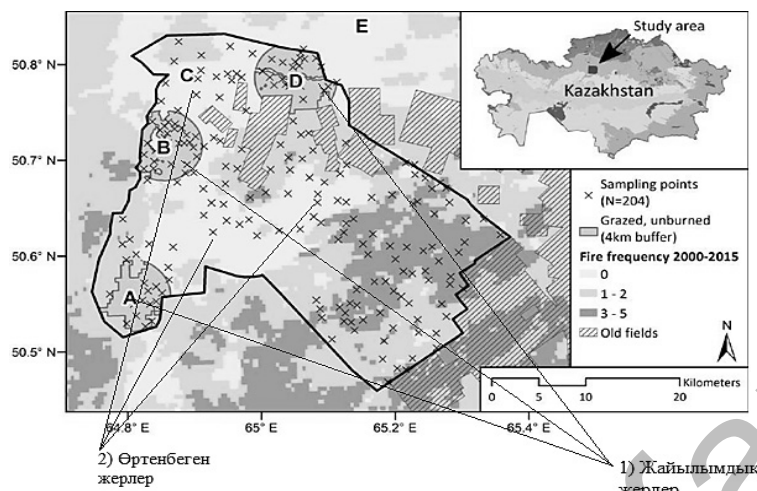 E
Study area
Kazakhstan
50.8° N
C
D
50.7° N
B
50.6° N
A
50.5° N
Sampling points
(N=204)
Grazed, unburned
(4km buffer)
Fire frequency 2000-2015
0
1 - 2
3 - 5
Old fields
N
Kilometers
0 5 10 20
64.8° E 65° E 65.2° E 65.4° E
2) Өртенбеген
жерлер
1) Жайылымдық
жерлер